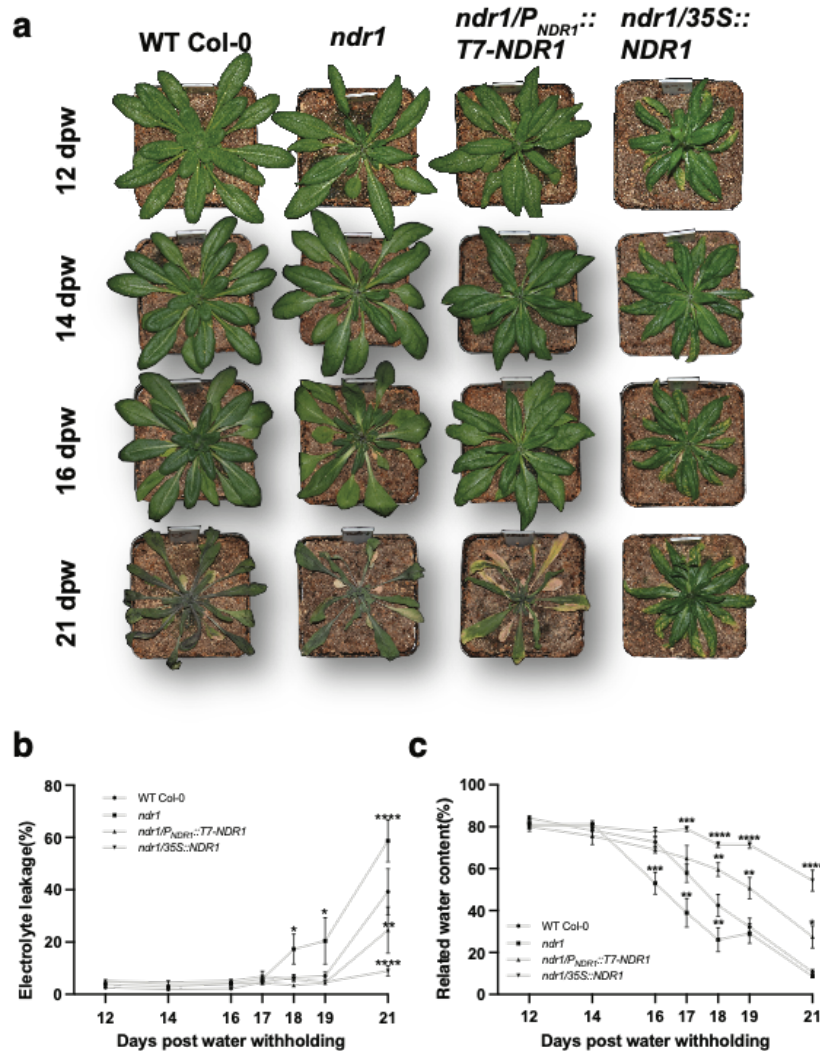 a
WT Col-0
ndr1
ndr1/P_NDR1::
T7-NDR1
ndr1/35S::
NDR1
12 dpw
14 dpw
16 dpw
21 dpw
b
Electrolyte leakage(%)
80
60
40
20
0
WT Col-0
ndr1
ndr1/P_NDR1::T7-NDR1
ndr1/35S::NDR1
*
*
****
**
****
12 14 16 17 18 19 21
Days post water withholding
c
Related water content(%)
100
80
60
40
20
0
***
****
****
****
**
**
*
***
**
**
WT Col-0
ndr1
ndr1/P_NDR1::T7-NDR1
ndr1/35S::NDR1
12 14 16 17 18 19 21
Days post water withholding